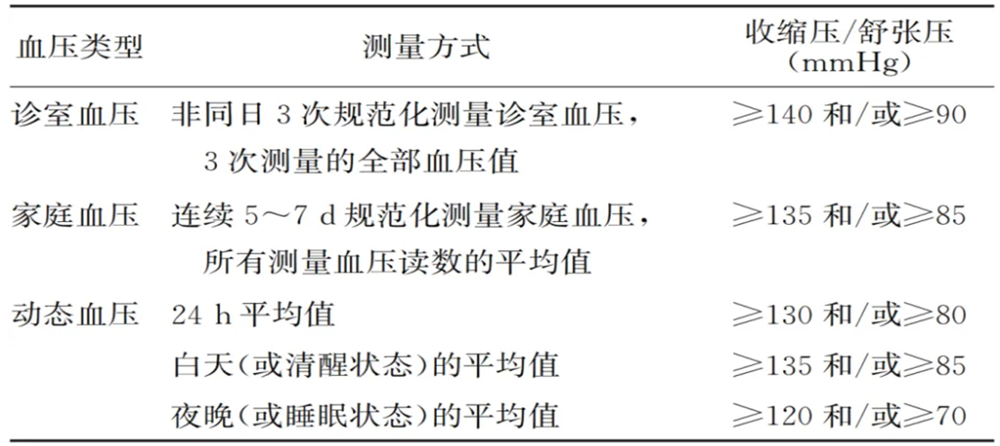 血压类型 测量方式 收缩压/舒张压
(mmHg)
诊室血压 非同日 3 次规范化测量诊室血压， ≥140 和/或≥90
3 次测量的全部血压值
家庭血压 连续 5～7 d 规范化测量家庭血压， ≥135 和/或≥85
所有测量血压读数的平均值
动态血压 24 h 平均值 ≥130 和/或≥80
白天(或清醒状态)的平均值 ≥135 和/或≥85
夜晚(或睡眠状态)的平均值 ≥120 和/或≥70